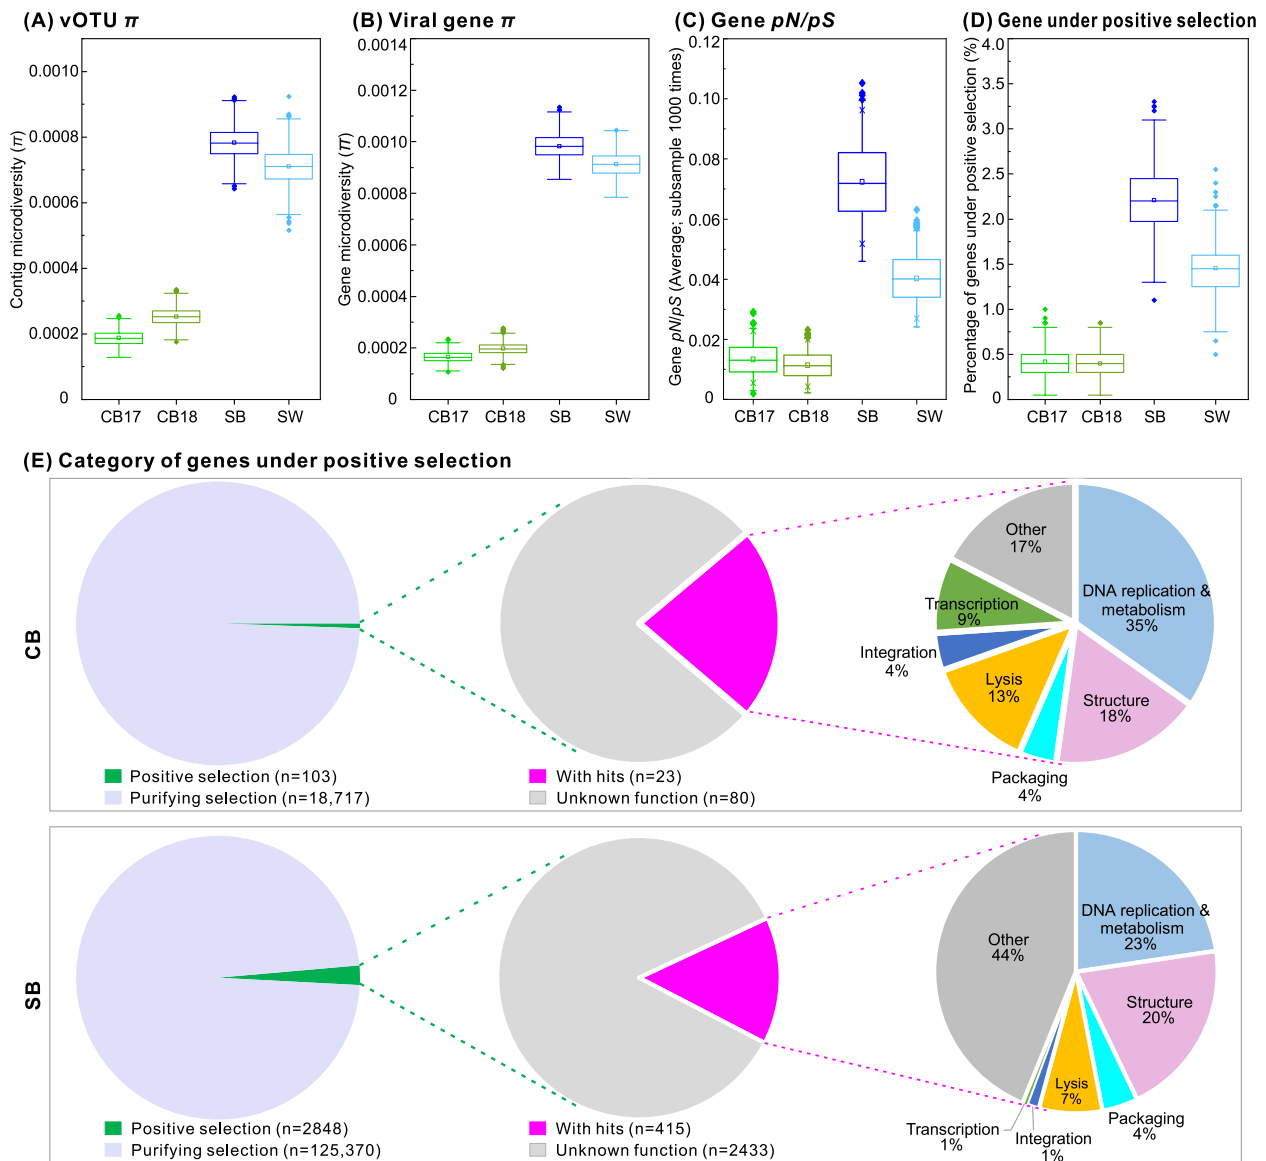 (A) vOTU π
Contig microdiversity (π)
0.0010
0.0008
0.0006
0.0004
0.0002
0
CB17 CB18 SB SW
(B) Viral gene π
Gene microdiversity (π)
0.0014
0.0012
0.0010
0.0008
0.0006
0.0004
0.0002
0
CB17 CB18 SB SW
(C) Gene pN/pS
Gene pN/pS (Average; subsample 1000 times)
0.12
0.10
0.08
0.06
0.04
0.02
0
CB17 CB18 SB SW
(D) Gene under positive selection
Percentage of genes under positive selection (%)
4.0
3.5
3.0
2.5
2.0
1.5
1.0
0.5
0
CB17 CB18 SB SW
(E) Category of genes under positive selection
CB
Positive selection (n=103)
Purifying selection (n=18,717)
With hits (n=23)
Unknown function (n=80)
Other
17%
DNA replication &
metabolism
35%
Transcription
9%
Integration
4%
Lysis
13%
Structure
18%
Packaging
4%
SB
Positive selection (n=2848)
Purifying selection (n=125,370)
With hits (n=415)
Unknown function (n=2433)
Other
44%
DNA replication &
metabolism
23%
Structure
20%
Lysis
7%
Packaging
4%
Transcription
1%
Integration
1%